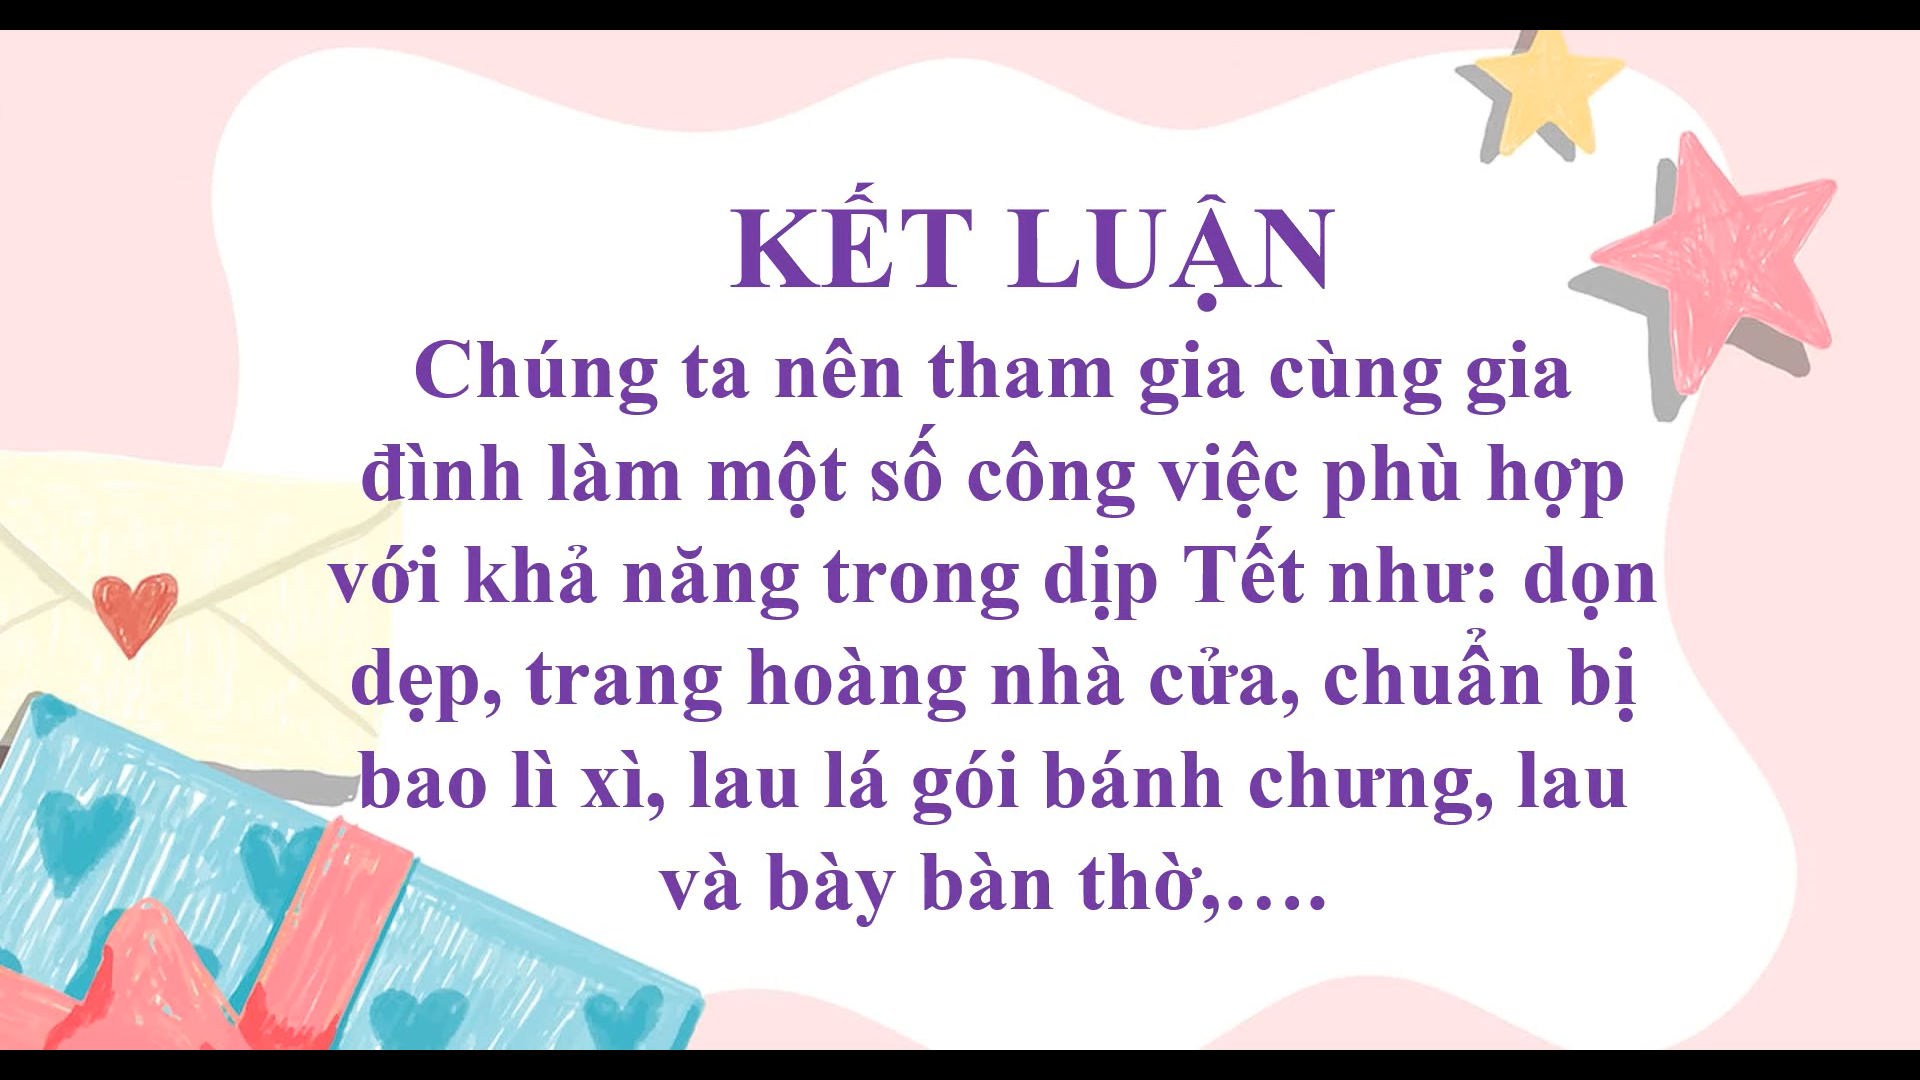 KẾT LUẬN
Chúng ta nên tham gia cùng gia
đình làm một số công việc phù hợp
với khả năng trong dịp Tết như: dọn
dẹp, trang hoàng nhà cửa, chuẩn bị
bao lì xì, lau lá gói bánh chưng, lau
và bày bàn thờ,….